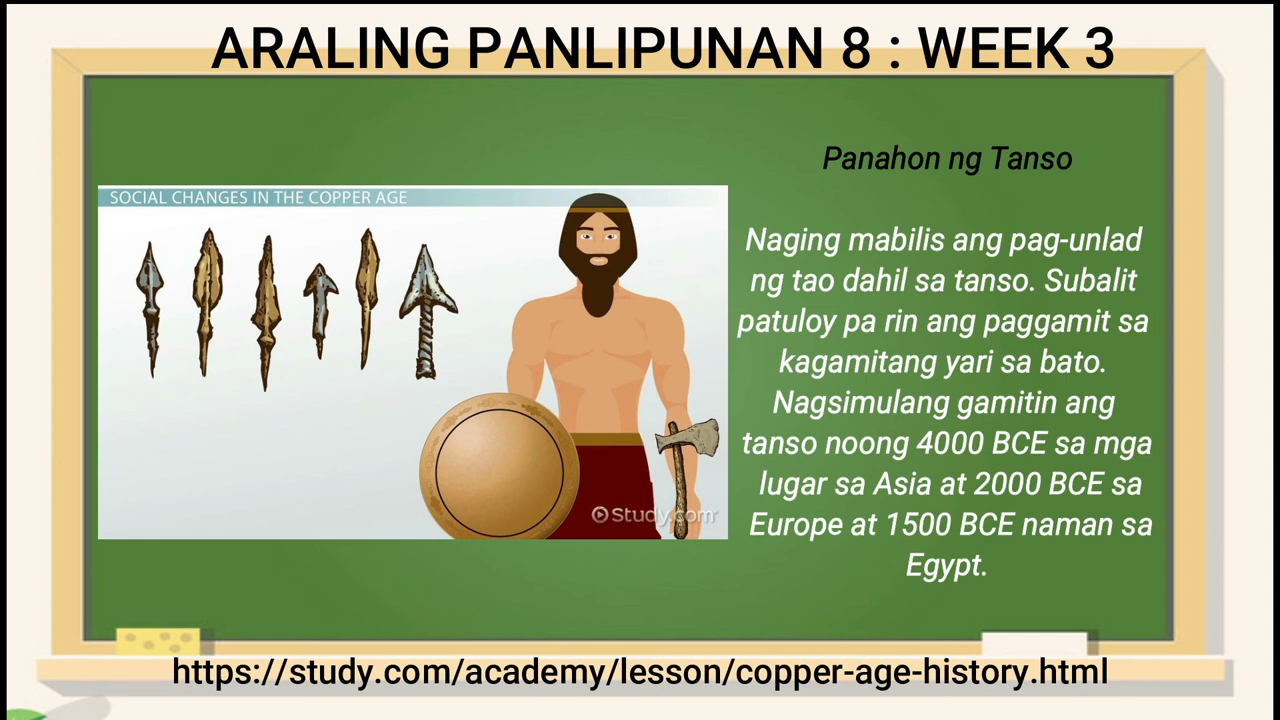 ARALING PANLIPUNAN 8 : WEEK 3
SOCIAL CHANGES IN THE COPPER AGE
Study.com
Panahon ng Tanso
Naging mabilis ang pag-unlad
ng tao dahil sa tanso. Subalit
patuloy pa rin ang paggamit sa
kagamitang yari sa bato.
Nagsimulang gamitin ang
tanso noong 4000 BCE sa mga
lugar sa Asia at 2000 BCE sa
Europe at 1500 BCE naman sa
Egypt.
https://study.com/academy/lesson/copper-age-history.html